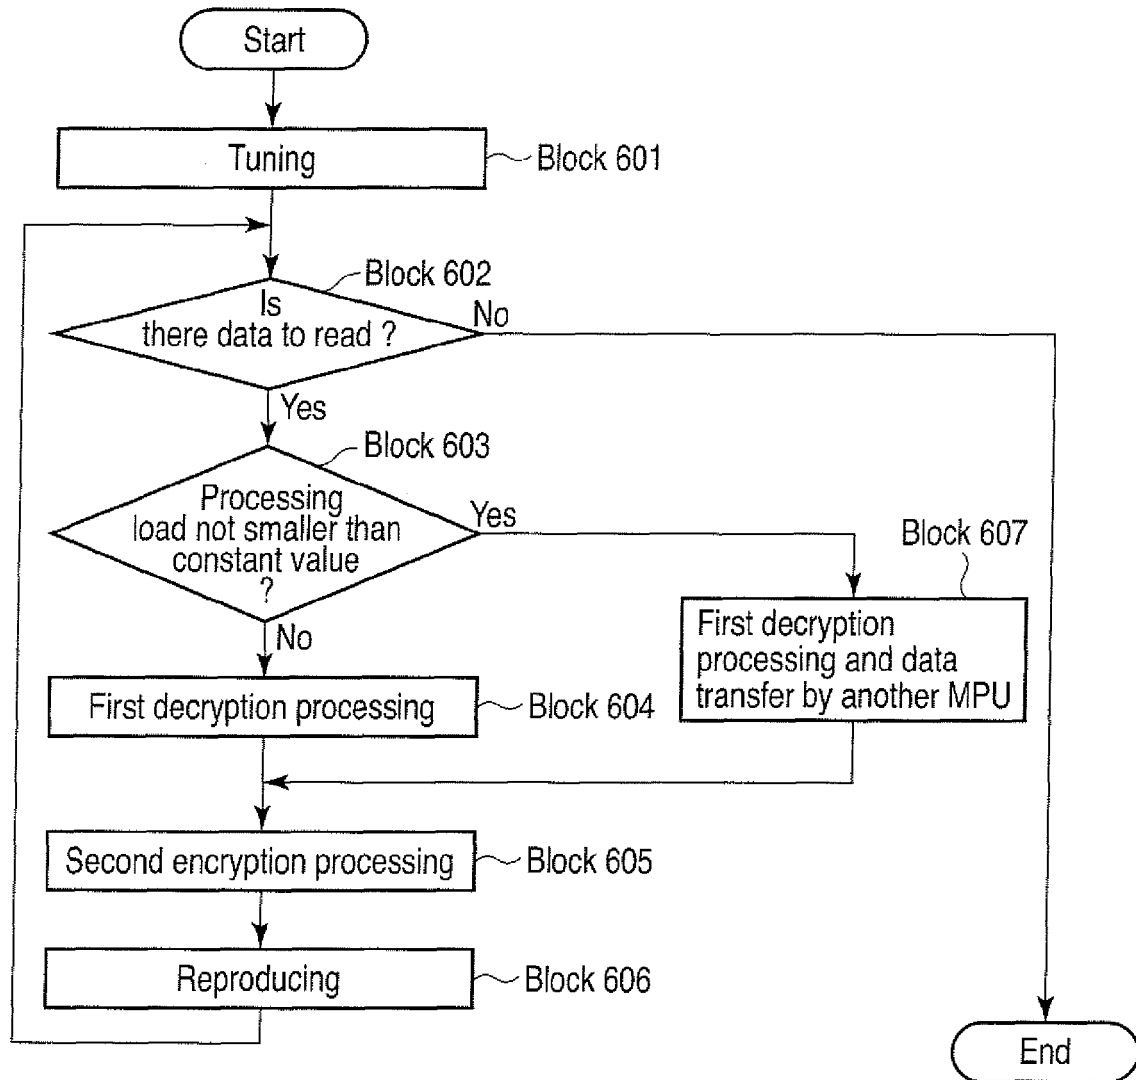 Start
Tuning
Block 601
Block 602
Is
there data to read ?
No
Yes
Block 603
Processing
load not smaller than
constant value
?
Yes
No
Block 607
First decryption
processing and data
transfer by another MPU
First decryption processing
Block 604
Second encryption processing
Block 605
Reproducing
Block 606
End